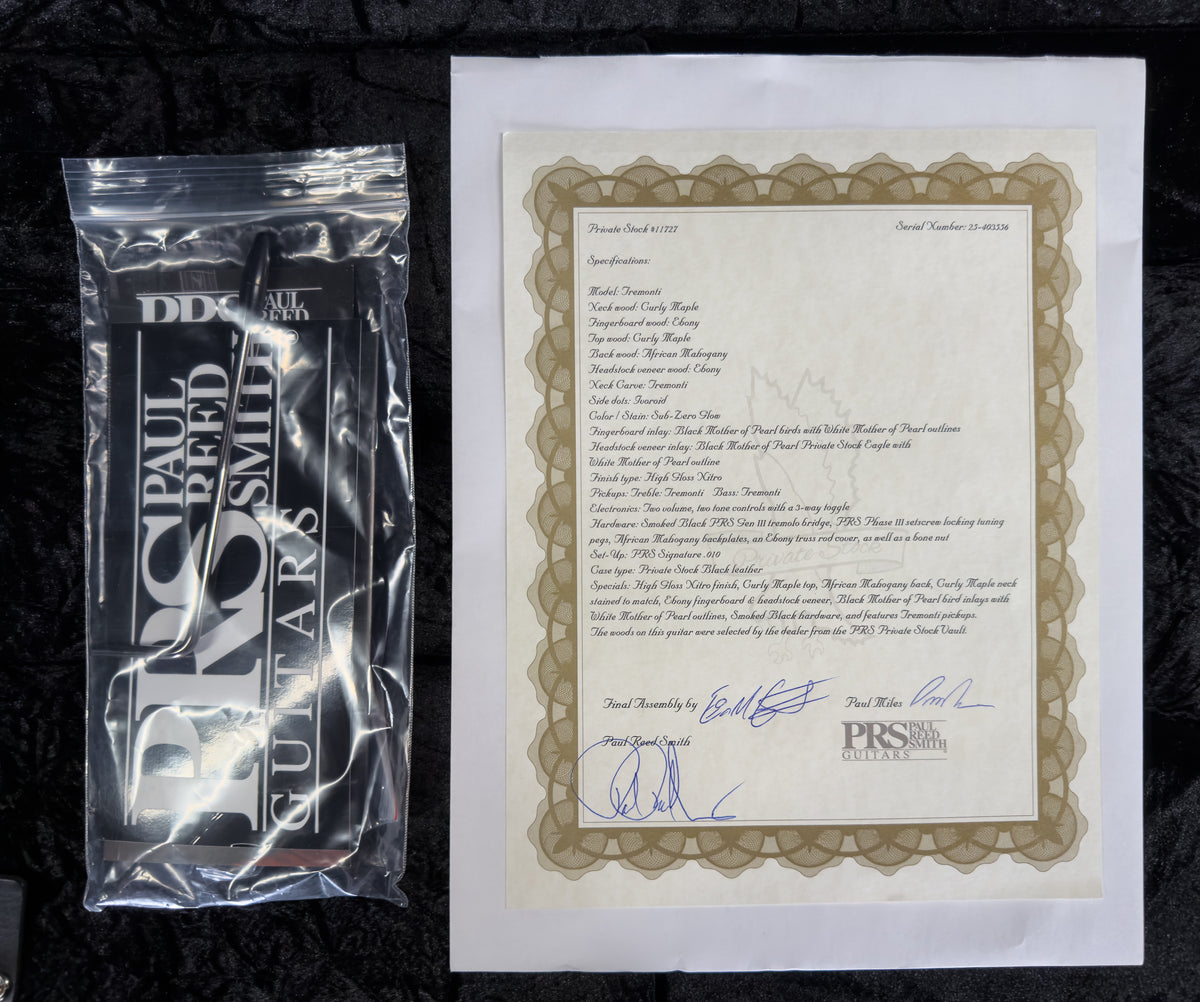 PRS PAUL REED
PRS PAUL REED SMITH
GUITARS
Private Stock #11727
Serial Number: 25-403556
Specifications:
Model: Tremonti
Neck wood: Curly Maple
Fingerboard wood: Ebony
Top wood: Curly Maple
Back wood: African Mahogany
Headstock veneer wood: Ebony
Neck Carve: Tremonti
Side dots: Ivoroid
Color / Stain: Sub-Zero Glow
Fingerboard inlay: Black Mother of Pearl birds with White Mother of Pearl outlines
Headstock veneer inlay: Black Mother of Pearl Private Stock Eagle with
White Mother of Pearl outline
Finish type: High Gloss Nitro
Pickups: Treble: Tremonti Bass: Tremonti
Electronics: Two volume, two tone controls with a 3-way toggle
Hardware: Smoked Black PRS Gen III tremolo bridge, PRS Phase III setscrew locking tuning
pegs, African Mahogany backplates, an Ebony truss rod cover, as well as a bone nut
Set-Up: PRS Signature .010
Case type: Private Stock Black leather
Specials: High Gloss Nitro finish, Curly Maple top, African Mahogany back, Curly Maple neck
stained to match, Ebony fingerboard & headstock veneer, Black Mother of Pearl bird inlays with
White Mother of Pearl outlines, Smoked Black hardware, and features Tremonti pickups.
The woods on this guitar were selected by the dealer from the PRS Private Stock Vault.
Private Stock
Final Assembly by
Paul Miles
Paul Reed Smith
PRS PAUL REED SMITH
GUITARS